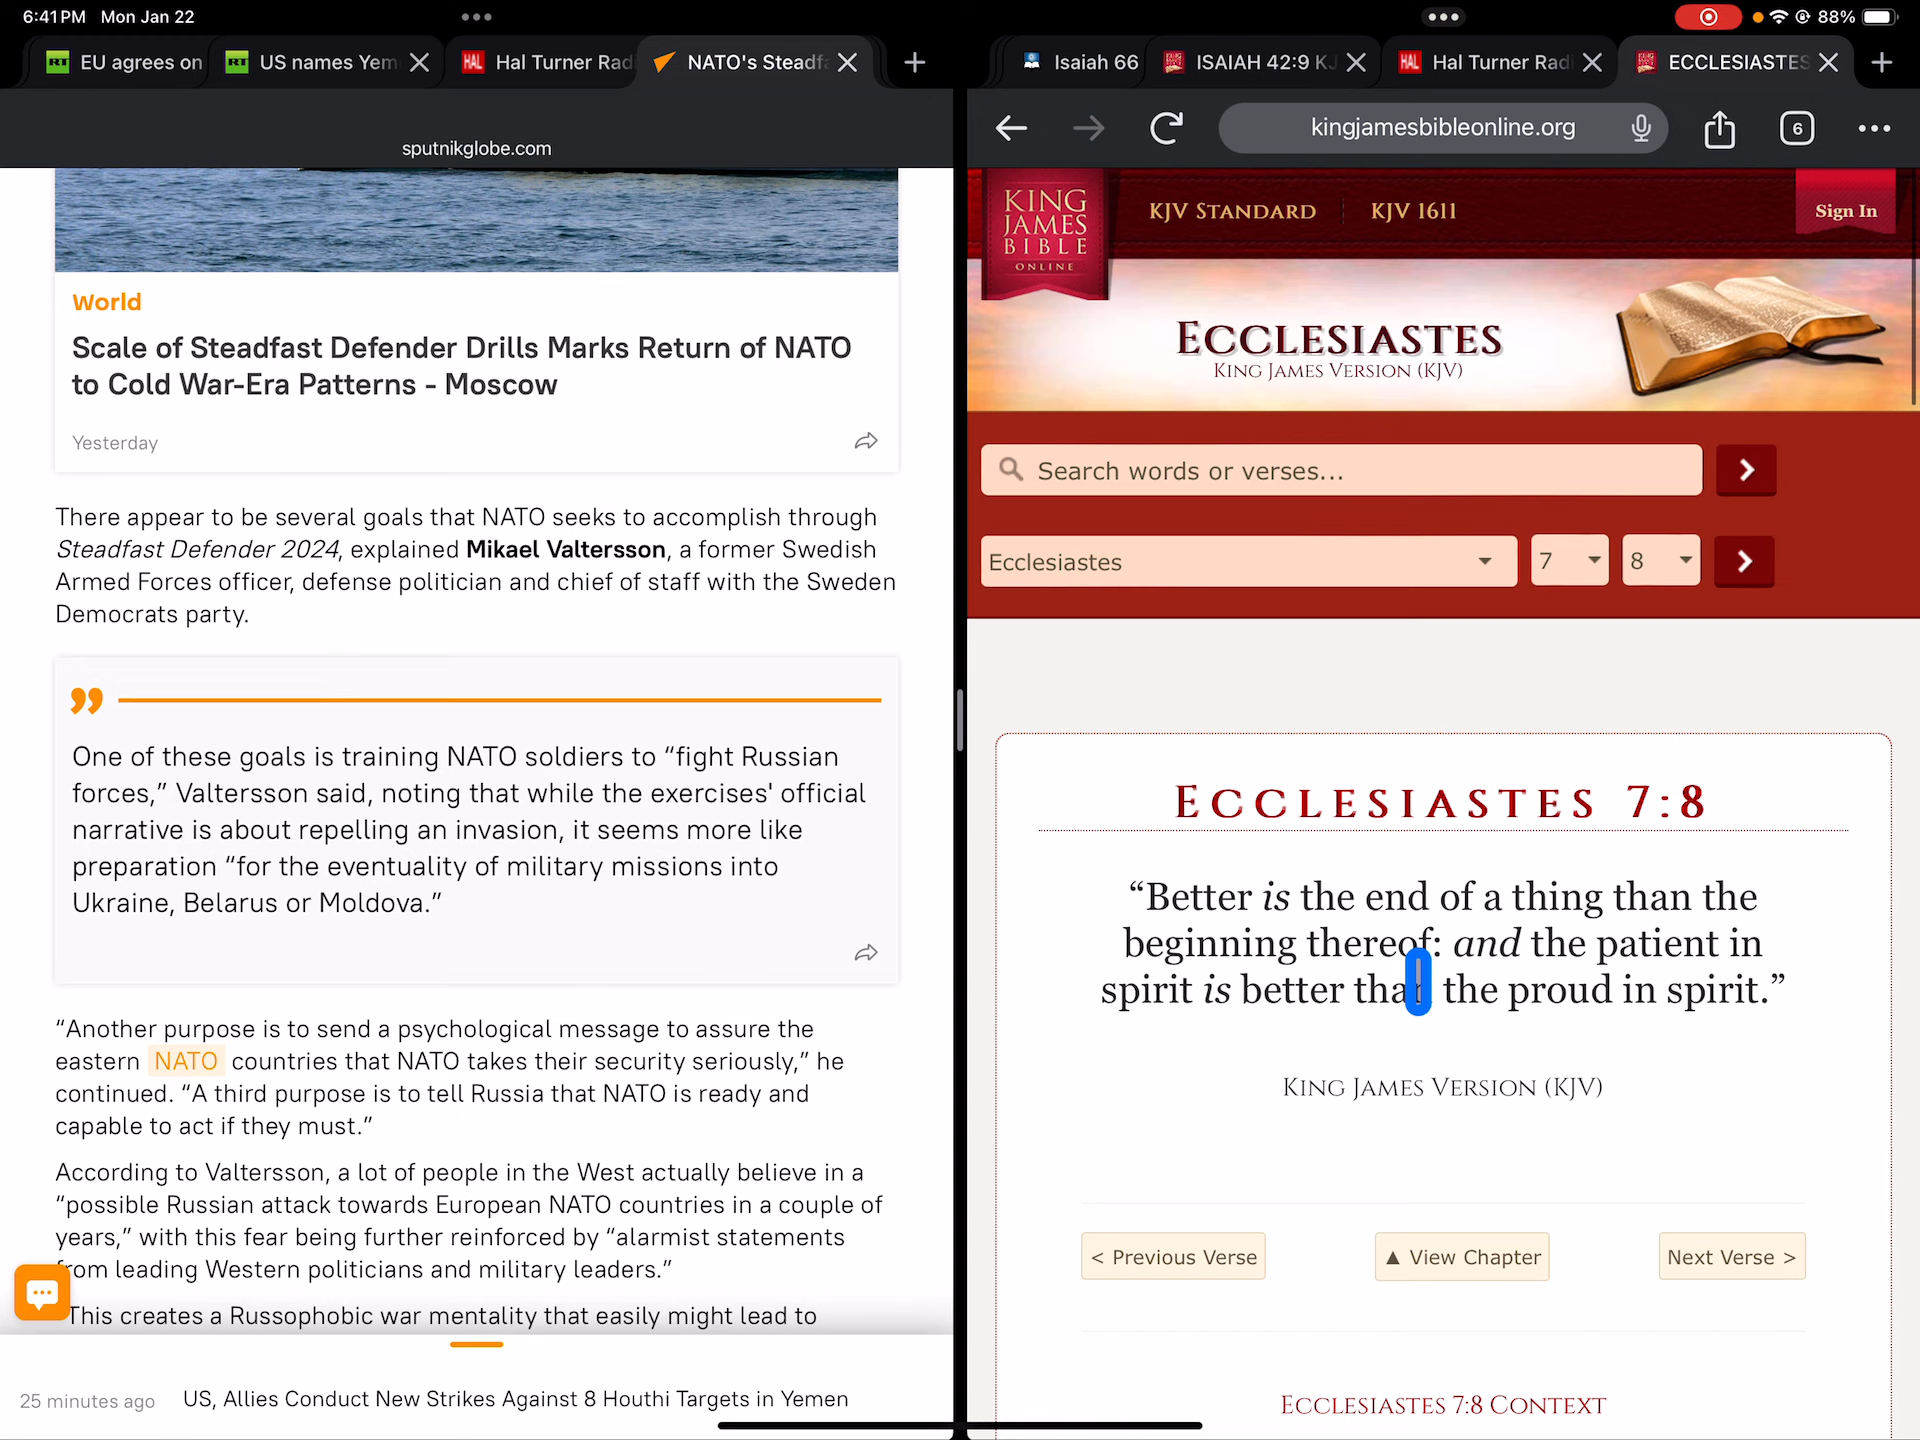 6:41 PM Mon Jan 22
88%
EU agrees on
US names Yem
HAL Hal Turner Rad
NATO's Steadfa
sputnikglobe.com
World
Scale of Steadfast Defender Drills Marks Return of NATO
to Cold War-Era Patterns - Moscow
Yesterday
There appear to be several goals that NATO seeks to accomplish through
Steadfast Defender 2024, explained Mikael Valtersson, a former Swedish
Armed Forces officer, defense politician and chief of staff with the Sweden
Democrats party.
One of these goals is training NATO soldiers to “fight Russian
forces,” Valtersson said, noting that while the exercises' official
narrative is about repelling an invasion, it seems more like
preparation “for the eventuality of military missions into
Ukraine, Belarus or Moldova.”
“Another purpose is to send a psychological message to assure the
eastern NATO countries that NATO takes their security seriously,” he
continued. “A third purpose is to tell Russia that NATO is ready and
capable to act if they must.”
According to Valtersson, a lot of people in the West actually believe in a
“possible Russian attack towards European NATO countries in a couple of
years,” with this fear being further reinforced by “alarmist statements
from leading Western politicians and military leaders.”
This creates a Russophobic war mentality that easily might lead to
25 minutes ago US, Allies Conduct New Strikes Against 8 Houthi Targets in Yemen
Isaiah 66
ISAIAH 42:9 KJ
HAL Hal Turner Radi
ECCLESIASTES
kingjamesbibleonline.org
6
KING
JAMES
BIBLE
ONLINE
KJV STANDARD
KJV 1611
Sign In
ECCLESIASTES
KING JAMES VERSION (KJV)
Search words or verses...
Ecclesiastes 7 8
ECCLESIASTES 7:8
“Better is the end of a thing than the
beginning thereof: and the patient in
spirit is better than the proud in spirit.”
KING JAMES VERSION (KJV)
< Previous Verse
▲ View Chapter
Next Verse >
ECCLESIASTES 7:8 CONTEXT